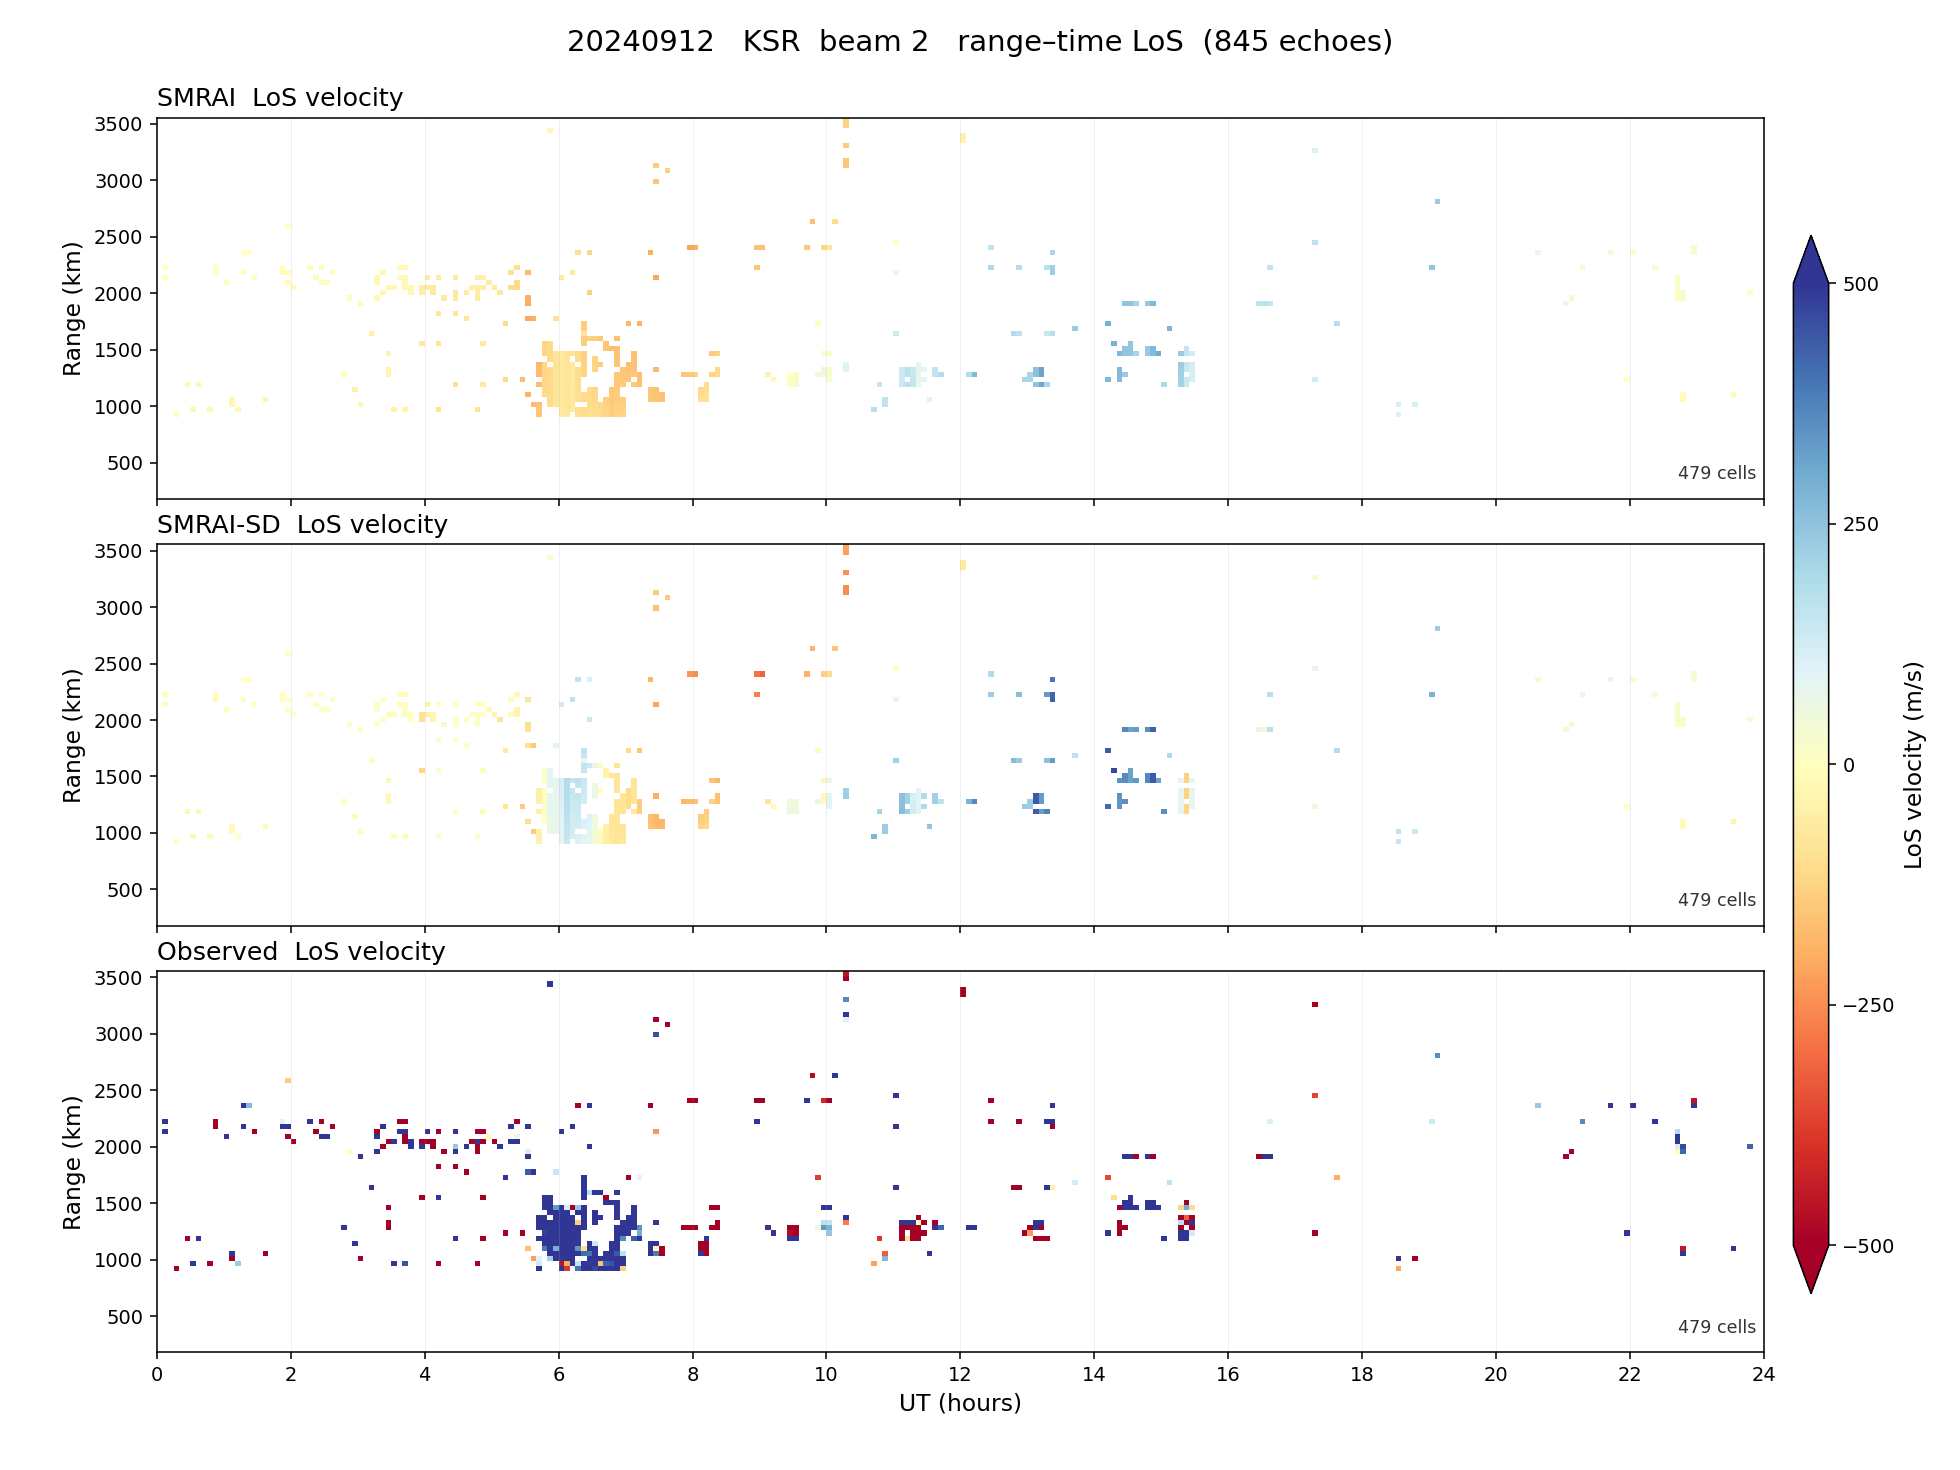 20240912   KSR  beam 2   range–time LoS  (845 echoes)
SMRAI  LoS velocity
3500
3000
2500
2000
1500
1000
500
Range (km)
479 cells
SMRAI-SD  LoS velocity
3500
3000
2500
2000
1500
1000
500
Range (km)
479 cells
Observed  LoS velocity
3500
3000
2500
2000
1500
1000
500
Range (km)
479 cells
0 2 4 6 8 10 12 14 16 18 20 22 24
UT (hours)
500
250
0
−250
−500
LoS velocity (m/s)